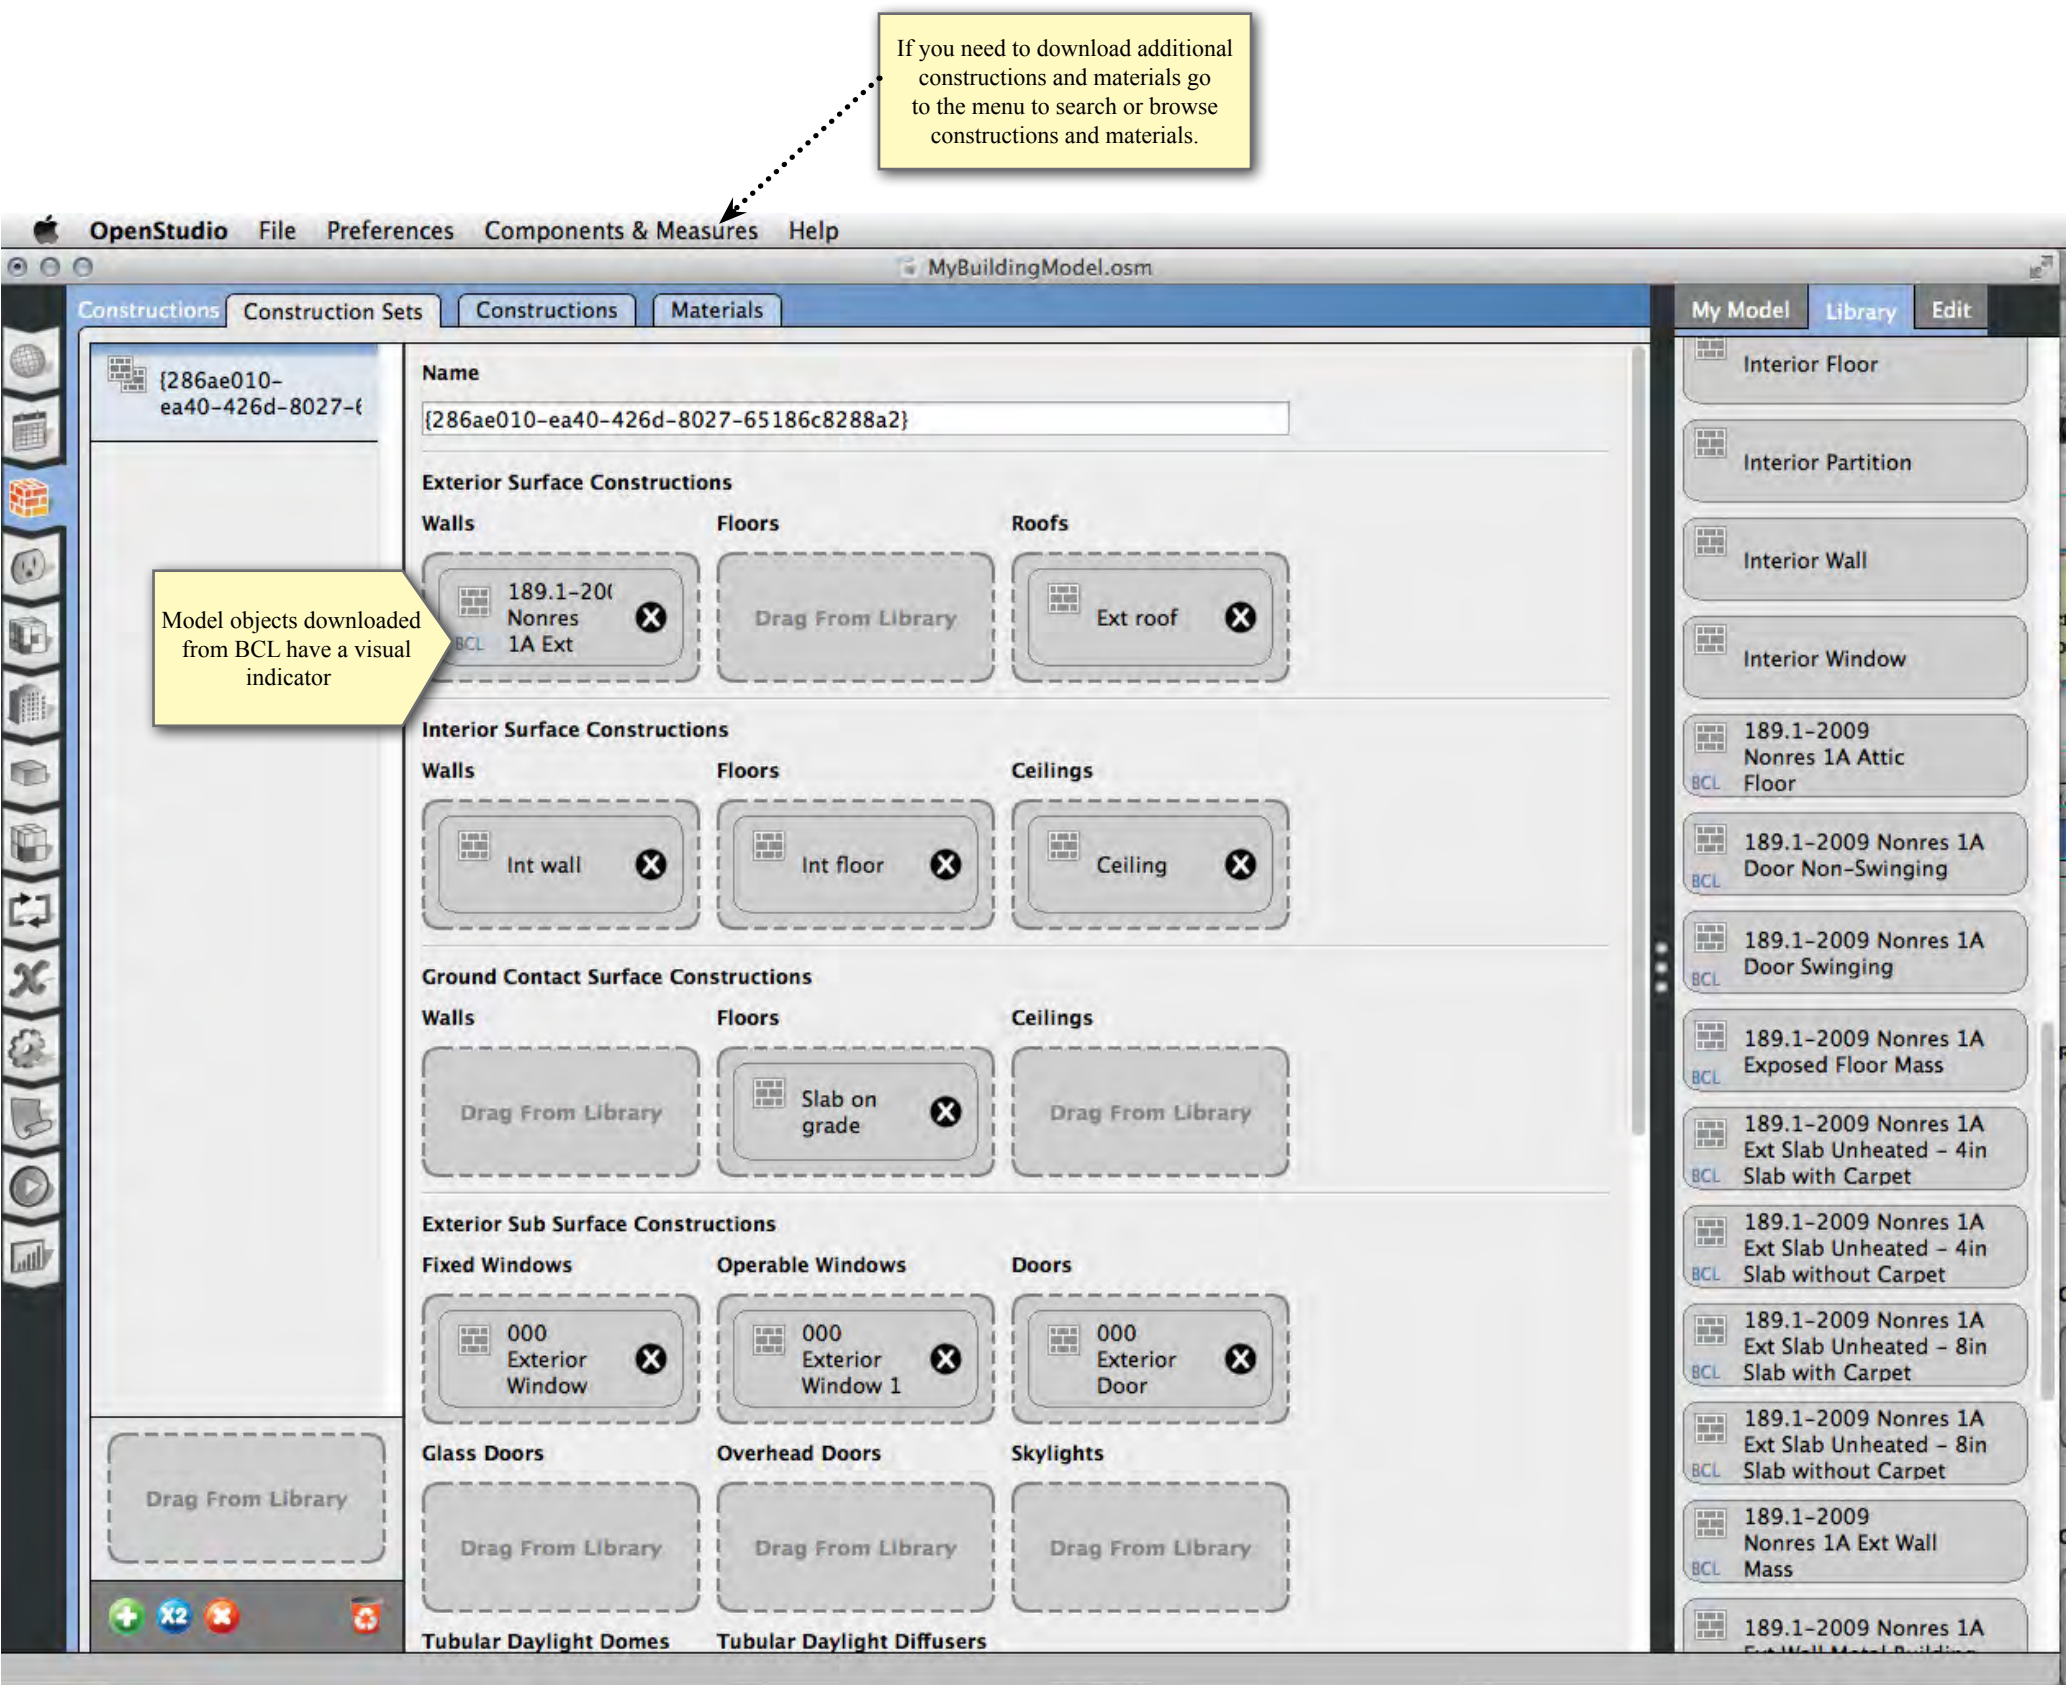 If you need to download additional
constructions and materials go
to the menu to search or browse
constructions and materials.
OpenStudio File Preferences Components & Measures Help
MyBuildingModel.osm
Constructions Construction Sets Constructions Materials
My Model Library Edit
{286ae010-
ea40-426d-8027-6
Name
{286ae010-ea40-426d-8027-65186c8288a2}
Exterior Surface Constructions
Walls Floors Roofs
189.1-200
Nonres
1A Ext
BCL
Drag From Library
Ext roof
Model objects downloaded
from BCL have a visual
indicator
Interior Surface Constructions
Walls Floors Ceilings
Int wall
Int floor
Ceiling
Ground Contact Surface Constructions
Walls Floors Ceilings
Drag From Library
Slab on
grade
Drag From Library
Exterior Sub Surface Constructions
Fixed Windows Operable Windows Doors
000
Exterior
Window
000
Exterior
Window 1
000
Exterior
Door
Glass Doors Overhead Doors Skylights
Drag From Library
Drag From Library
Drag From Library
Tubular Daylight Domes Tubular Daylight Diffusers
Drag From Library
X2
Interior Floor
Interior Partition
Interior Wall
Interior Window
189.1-2009
Nonres 1A Attic
BCL Floor
189.1-2009 Nonres 1A
Door Non-Swinging
BCL
189.1-2009 Nonres 1A
Door Swinging
BCL
189.1-2009 Nonres 1A
Exposed Floor Mass
BCL
189.1-2009 Nonres 1A
Ext Slab Unheated - 4in
BCL Slab with Carpet
189.1-2009 Nonres 1A
Ext Slab Unheated - 4in
BCL Slab without Carpet
189.1-2009 Nonres 1A
Ext Slab Unheated - 8in
BCL Slab with Carpet
189.1-2009 Nonres 1A
Ext Slab Unheated - 8in
BCL Slab without Carpet
189.1-2009
Nonres 1A Ext Wall
BCL Mass
189.1-2009 Nonres 1A
Ext Wall Metal Building